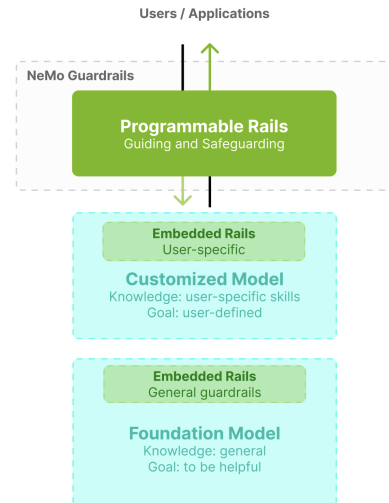 Users / Applications
NeMo Guardrails
Programmable Rails
Guiding and Safeguarding
Embedded Rails
User-specific
Customized Model
Knowledge: user-specific skills
Goal: user-defined
Embedded Rails
General guardrails
Foundation Model
Knowledge: general
Goal: to be helpful